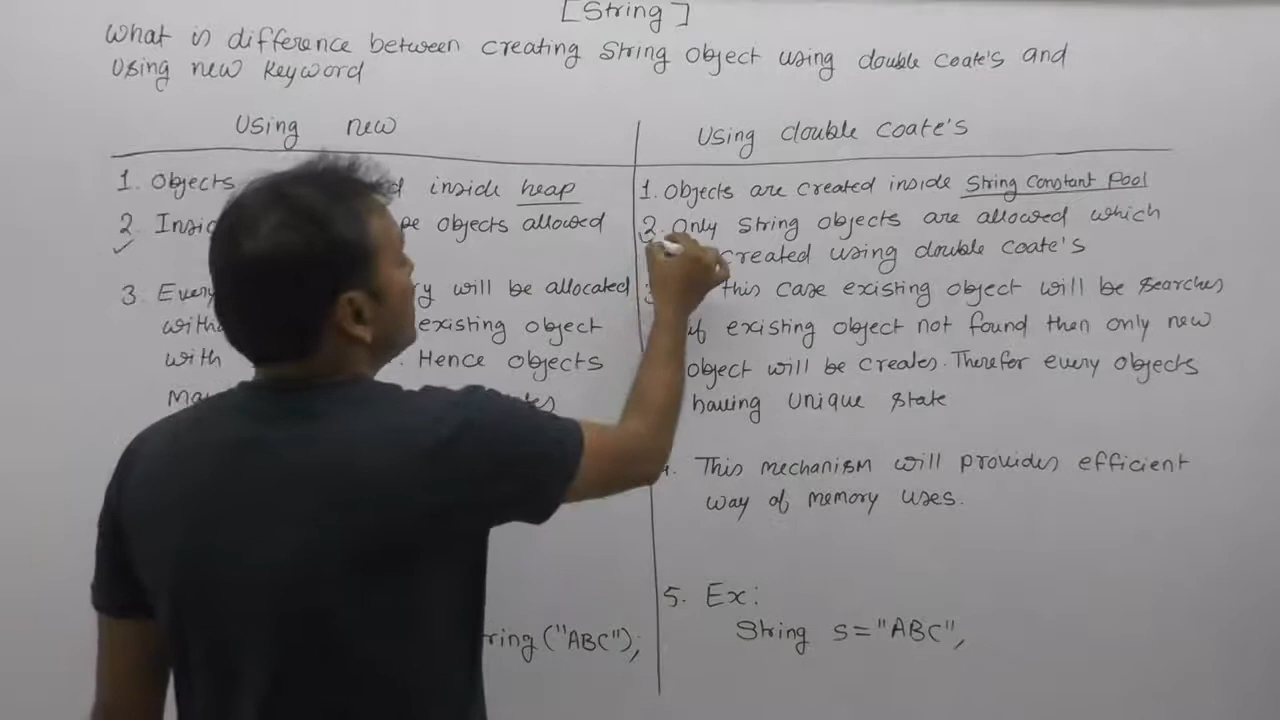 [String]
What is difference between creating String object using double coate's and
Using new keyword
Using new
1. Objects inside heap
2. objects allowed
3. will be allocated
existing object
with . Hence objects
ring ("ABC");
Using double coate's
1. Objects are created inside String Constant Pool
2. Only String objects are allowed which
created using double coate's
this case existing object will be searches
if existing object not found then only new
object will be creates. Therefor every objects
having unique state
This mechanism will provides efficient
way of memory uses.
5. Ex:
String s="ABC",